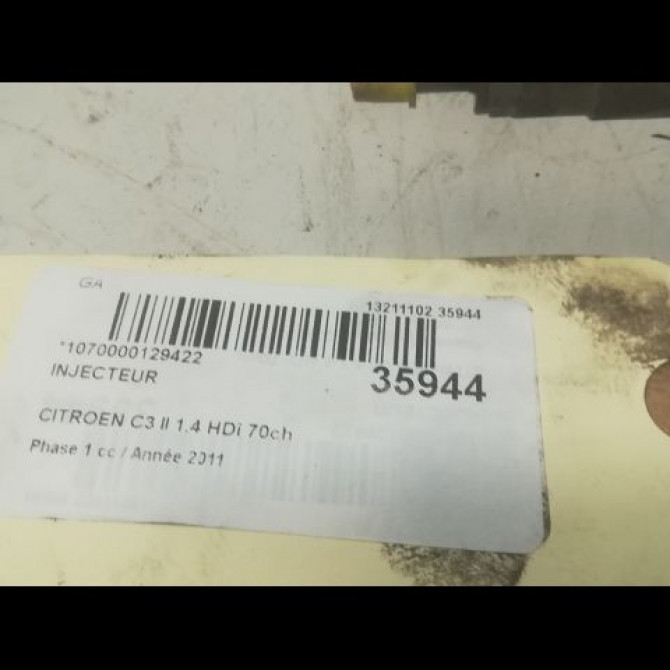 GA
13211102 35944
*1070000129422
INJECTEUR
35944
CITROEN C3 II 1.4 HDi 70ch
Phase 1 cc / Année 2011